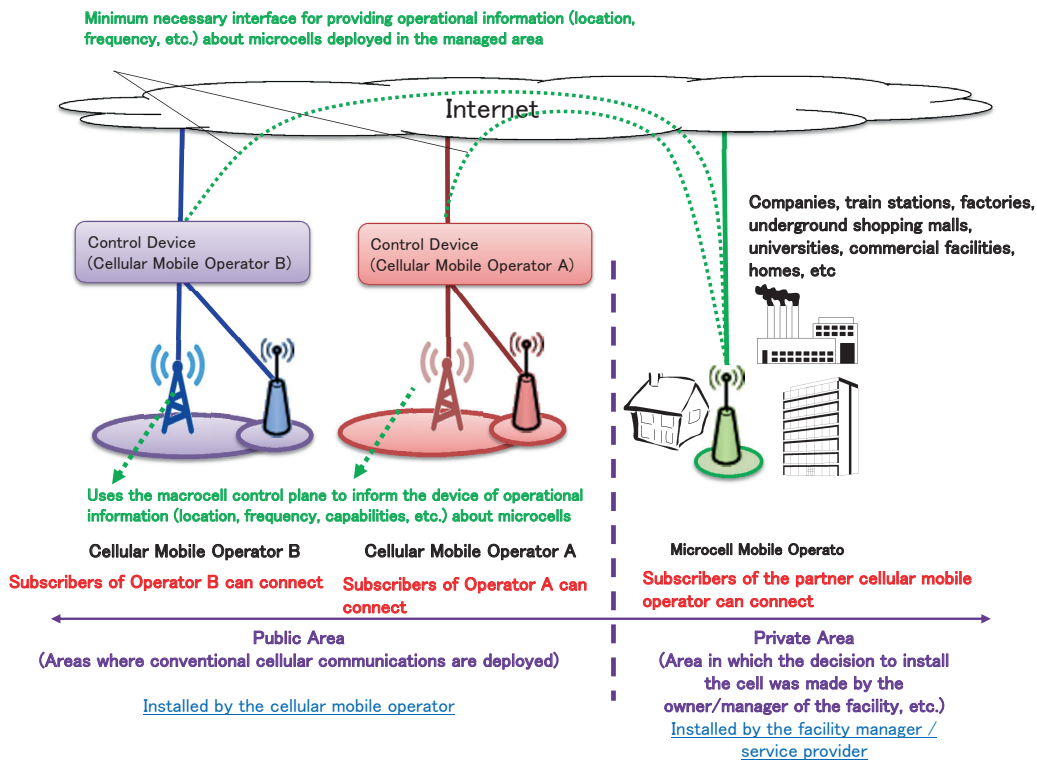 Minimum necessary interface for providing operational information (location,
frequency, etc.) about microcells deployed in the managed area
Internet
Control Device
(Cellular Mobile Operator B)
Control Device
(Cellular Mobile Operator A)
Companies, train stations, factories,
underground shopping malls,
universities, commercial facilities,
homes, etc
Uses the macrocell control plane to inform the device of operational
information (location, frequency, capabilities, etc.) about microcells
Cellular Mobile Operator B
Subscribers of Operator B can connect
Cellular Mobile Operator A
Subscribers of Operator A can
connect
Microcell Mobile Operato
Subscribers of the partner cellular mobile
operator can connect
Public Area
(Areas where conventional cellular communications are deployed)
Installed by the cellular mobile operator
Private Area
(Area in which the decision to install
the cell was made by the
owner/manager of the facility, etc.)
Installed by the facility manager /
service provider